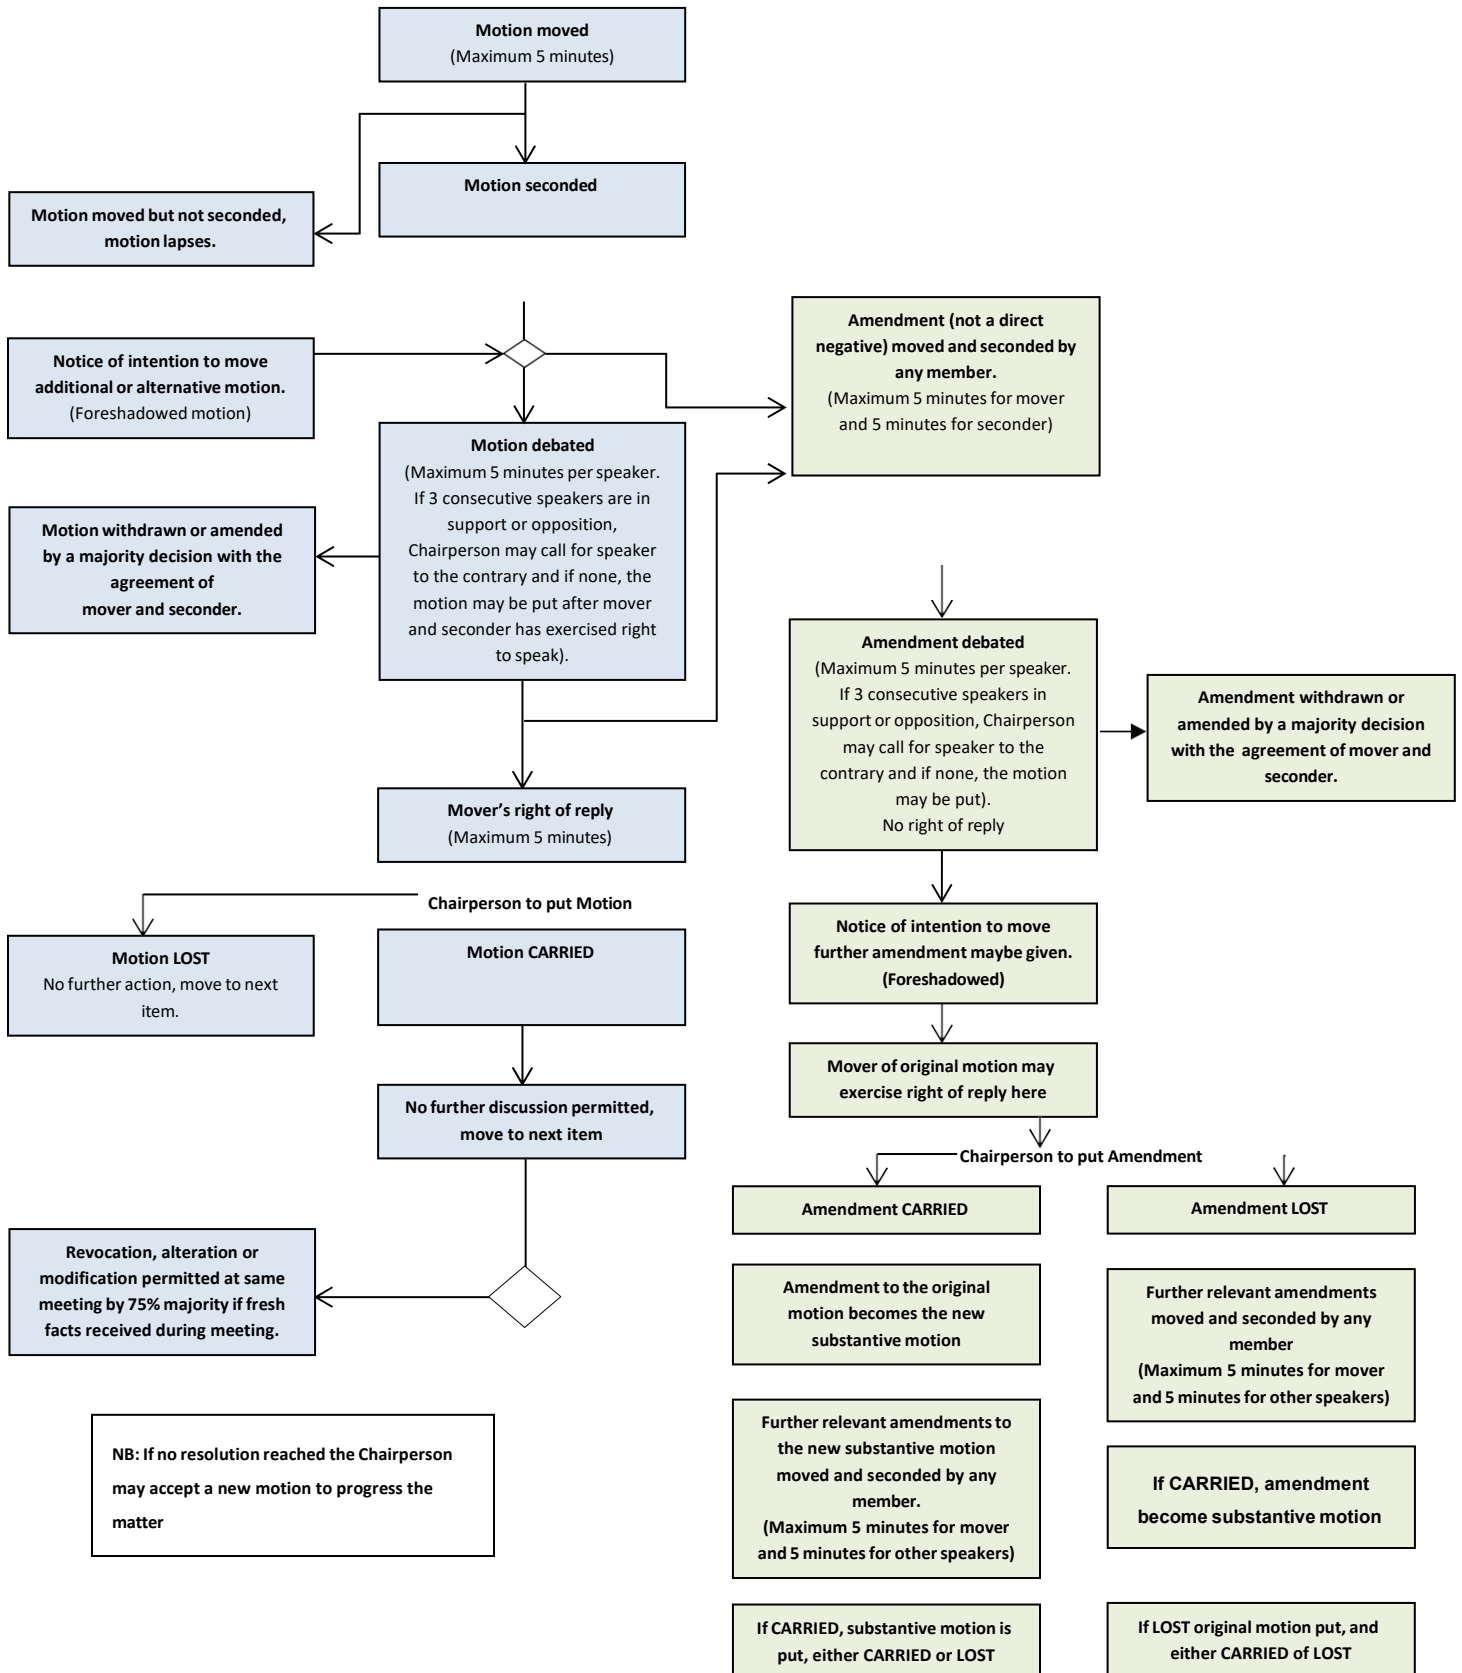 Motion moved
(Maximum 5 minutes)
Motion seconded
Motion moved but not seconded,
motion lapses.
Notice of intention to move
additional or alternative motion.
(Foreshadowed motion)
Amendment (not a direct
negative) moved and seconded by
any member.
(Maximum 5 minutes for mover
and 5 minutes for seconder)
Motion debated
(Maximum 5 minutes per speaker.
If 3 consecutive speakers are in
support or opposition,
Chairperson may call for speaker
to the contrary and if none, the
motion may be put after mover
and seconder has exercised right
to speak).
Motion withdrawn or amended
by a majority decision with the
agreement of
mover and seconder.
Amendment debated
(Maximum 5 minutes per speaker.
If 3 consecutive speakers in
support or opposition, Chairperson
may call for speaker to the
contrary and if none, the motion
may be put).
No right of reply
Amendment withdrawn or
amended by a majority decision
with the agreement of mover and
seconder.
Mover’s right of reply
(Maximum 5 minutes)
Chairperson to put Motion
Motion LOST
No further action, move to next
item.
Motion CARRIED
Notice of intention to move
further amendment maybe given.
(Foreshadowed)
Mover of original motion may
exercise right of reply here
No further discussion permitted,
move to next item
Chairperson to put Amendment
Amendment CARRIED
Amendment LOST
Revocation, alteration or
modification permitted at same
meeting by 75% majority if fresh
facts received during meeting.
Amendment to the original
motion becomes the new
substantive motion
Further relevant amendments
moved and seconded by any
member
(Maximum 5 minutes for mover
and 5 minutes for other speakers)
NB: If no resolution reached the Chairperson
may accept a new motion to progress the
matter
Further relevant amendments to
the new substantive motion
moved and seconded by any
member.
(Maximum 5 minutes for mover
and 5 minutes for other speakers)
If CARRIED, amendment
become substantive motion
If CARRIED, substantive motion is
put, either CARRIED or LOST
If LOST original motion put, and
either CARRIED of LOST